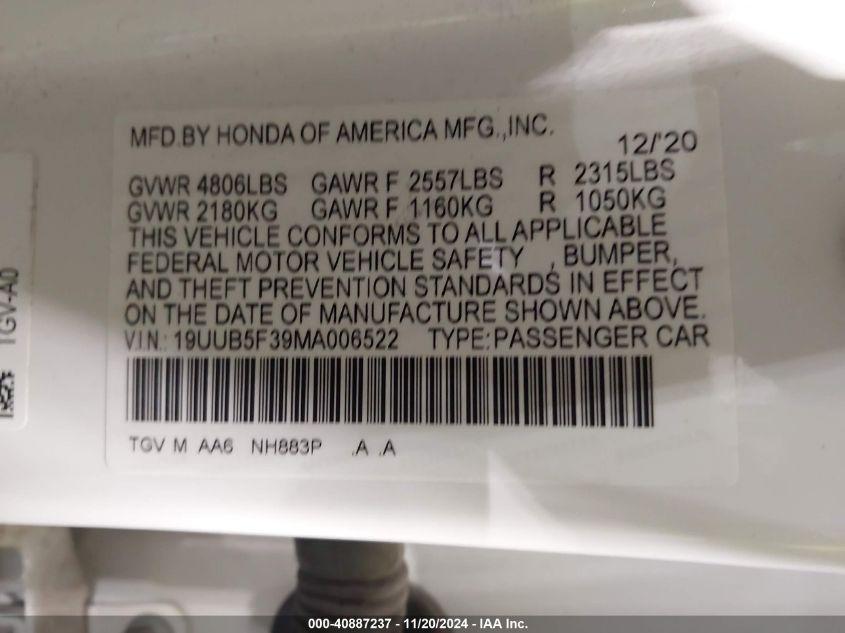 MFD.BY HONDA OF AMERICA MFG.,INC.
12/'20
GVWR 4806LBS GAWR F 2557LBS R 2315LBS
GVWR 2180KG GAWR F 1160KG R 1050KG
THIS VEHICLE CONFORMS TO ALL APPLICABLE
FEDERAL MOTOR VEHICLE SAFETY , BUMPER,
AND THEFT PREVENTION STANDARDS IN EFFECT
ON THE DATE OF MANUFACTURE SHOWN ABOVE.
V.I.N.: 19UUB5F39MA006522 TYPE:PASSENGER CAR
TGV M AA6 NH883P .A .A
TGV-A0
000-40887237 - 11/20/2024 - IAA Inc.